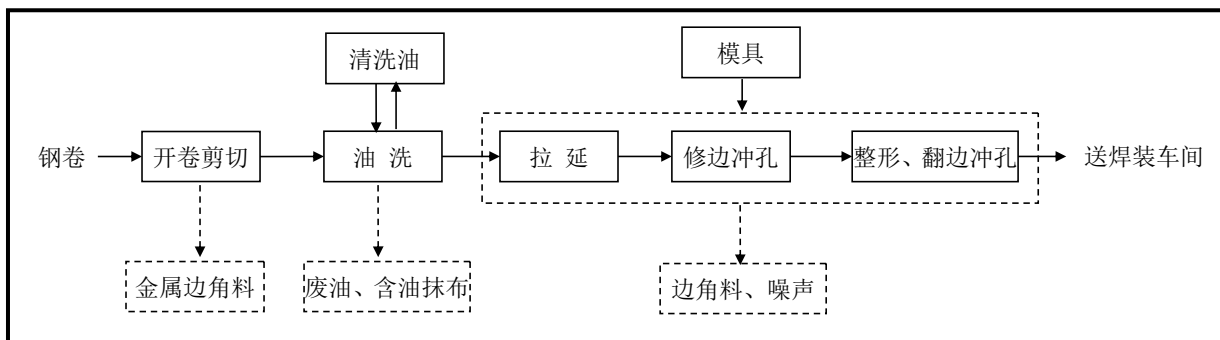 清洗油
模具
钢卷
开卷剪切
油 洗
拉 延
修边冲孔
整形、翻边冲孔
送焊装车间
金属边角料
废油、含油抹布
边角料、噪声